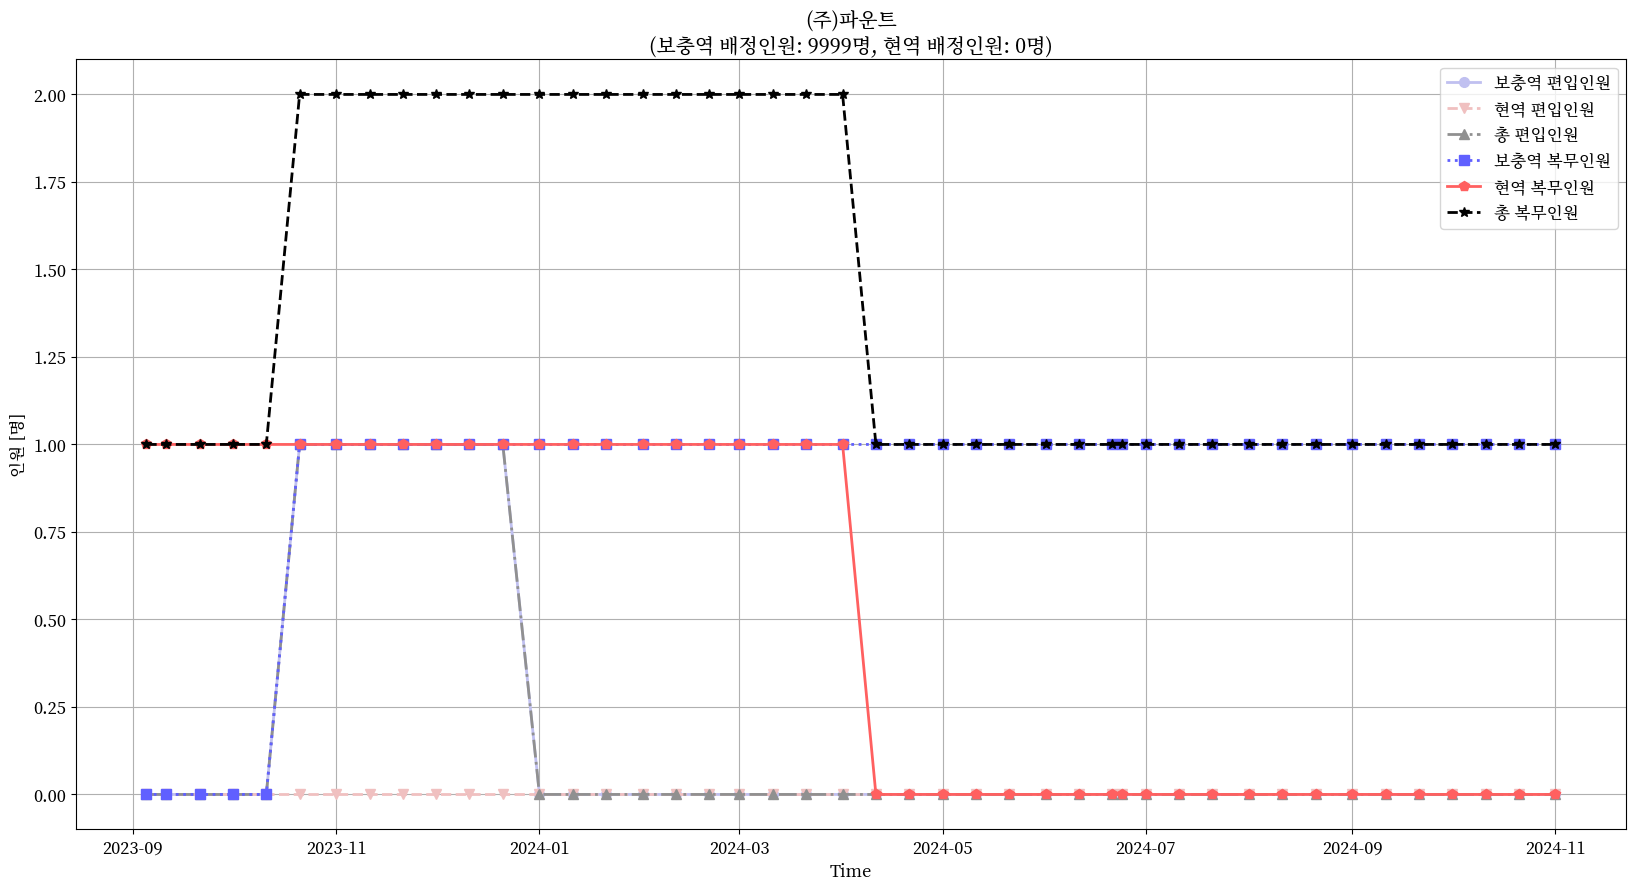 (주)파운트
(보충역 배정인원: 9999명, 현역 배정인원: 0명)
보충역 편입인원
현역 편입인원
총 편입인원
보충역 복무인원
현역 복무인원
총 복무인원
인원 [명]
2.00
1.75
1.50
1.25
1.00
0.75
0.50
0.25
0.00
2023-09 2023-11 2024-01 2024-03 2024-05 2024-07 2024-09 2024-11
Time